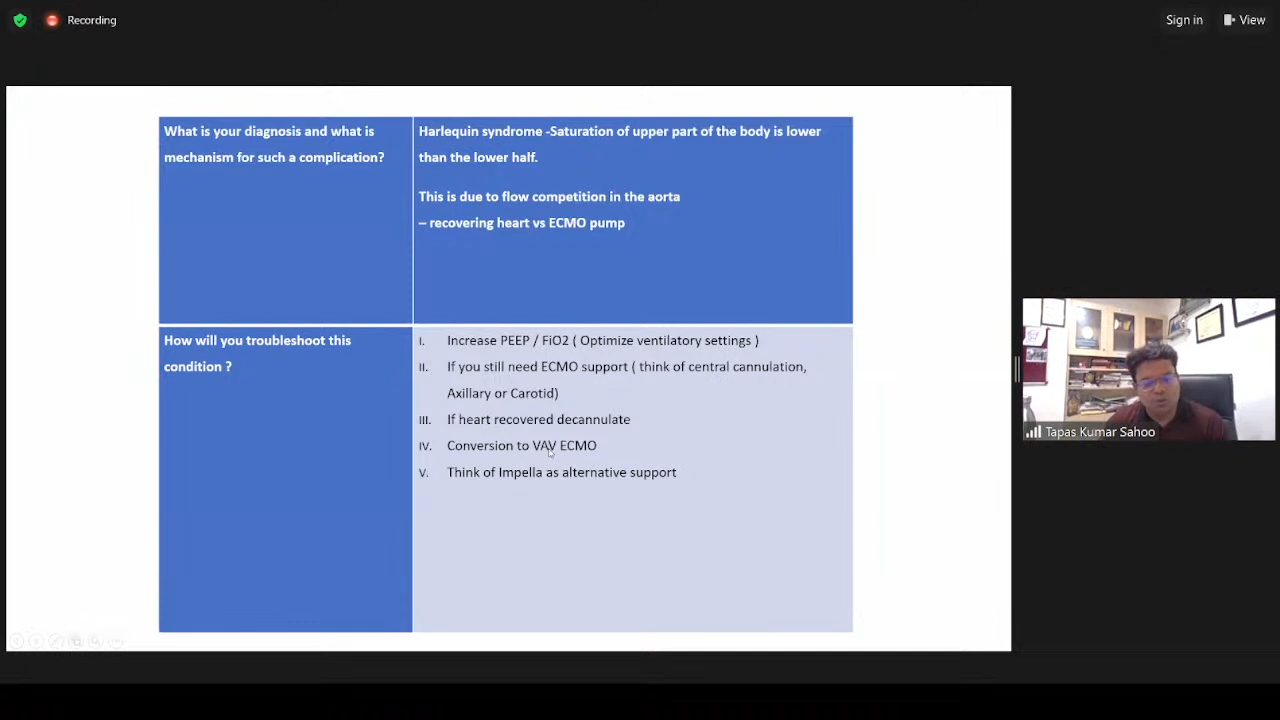 Recording
Sign in
View
What is your diagnosis and what is
mechanism for such a complication?
Harlequin syndrome -Saturation of upper part of the body is lower
than the lower half.
This is due to flow competition in the aorta
– recovering heart vs ECMO pump
How will you troubleshoot this
condition ?
I. Increase PEEP / FiO2 ( Optimize ventilatory settings )
II. If you still need ECMO support ( think of central cannulation,
Axillary or Carotid)
III. If heart recovered decannulate
IV. Conversion to VAV ECMO
V. Think of Impella as alternative support
Tapas Kumar Sahoo